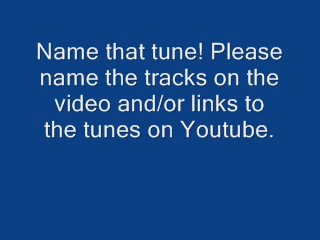 Name that tune! Please
name the tracks on the
video and/or links to
the tunes on Youtube.